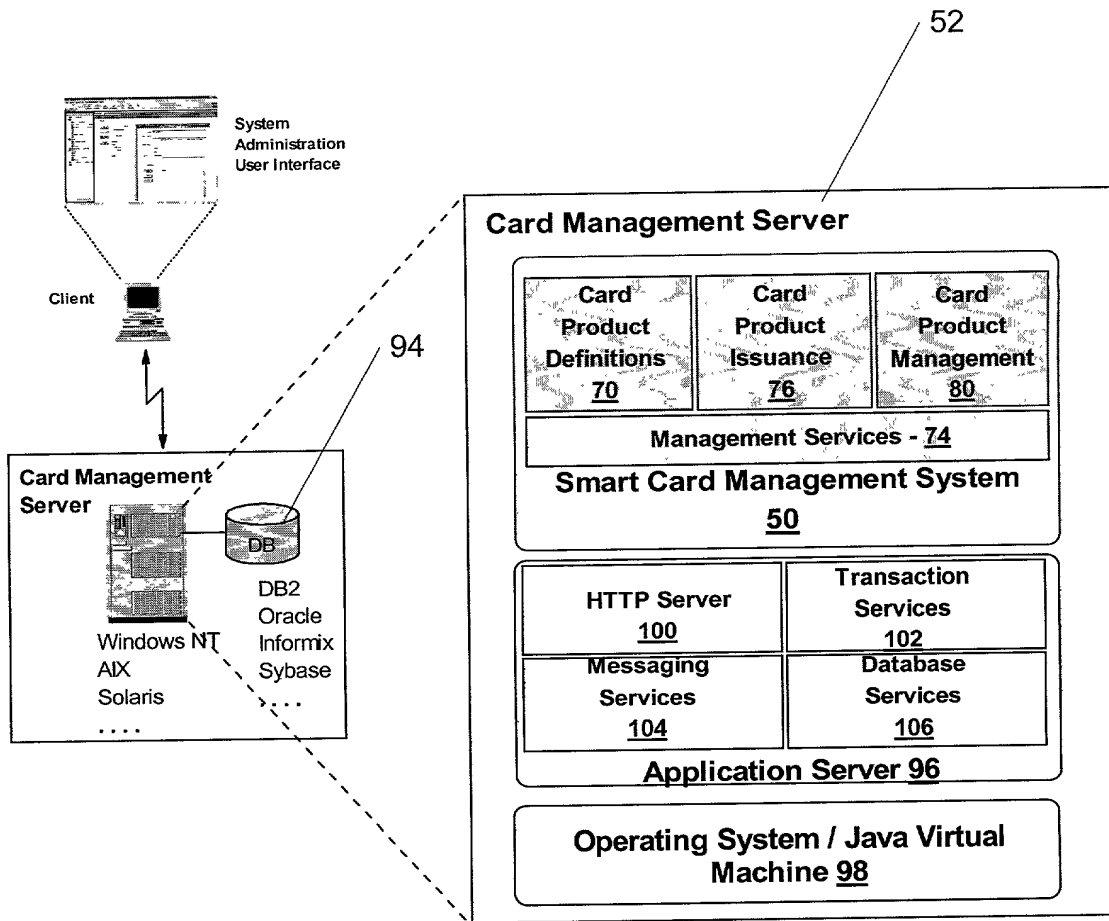 52
System
Administration
User Interface
Client
94
Card Management
Server
DB
Windows NT
AIX
Solaris
. . . .
DB2
Oracle
Informix
Sybase
. . . . .
Card Management Server
Card
Product
Definitions
70
Card
Product
Issuance
76
Card
Product
Management
80
Management Services - 74
Smart Card Management System
50
HTTP Server
100
Transaction
Services
102
Messaging
Services
104
Database
Services
106
Application Server 96
Operating System / Java Virtual
Machine 98